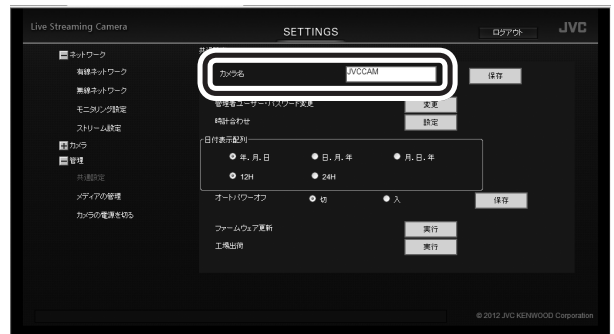 Live Streaming Camera
SETTINGS
ログアウト
JVC
ネットワーク
有線ネットワーク
無線ネットワーク
モニタリング設定
ストリーム設定
カメラ
管理
共通設定
メディアの管理
カメラの電源を切る
カメラ名
JVCCAM
保存
管理者ユーザー・パスワード変更
変更
時計合わせ
設定
日付表示配列
年.月.日
日.月.年
月.日.年
12H
24H
オートパワーオフ
切
入
保存
ファームウェア更新
実行
工場出荷
実行
© 2012 JVC KENWOOD Corporation